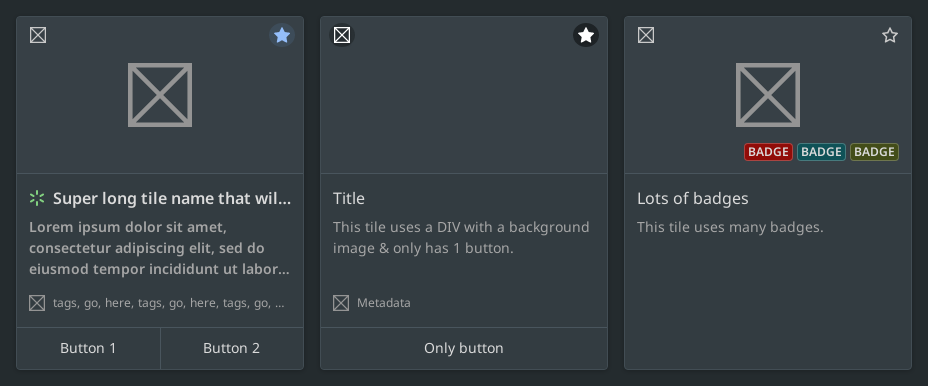 Super long tile name that wil...
Lorem ipsum dolor sit amet,
consectetur adipiscing elit, sed do
eiusmod tempor incididunt ut labor...
tags, go, here, tags, go, here, tags, go, ...
Button 1
Button 2
Title
This tile uses a DIV with a background
image & only has 1 button.
Metadata
Only button
BADGE
BADGE
BADGE
Lots of badges
This tile uses many badges.